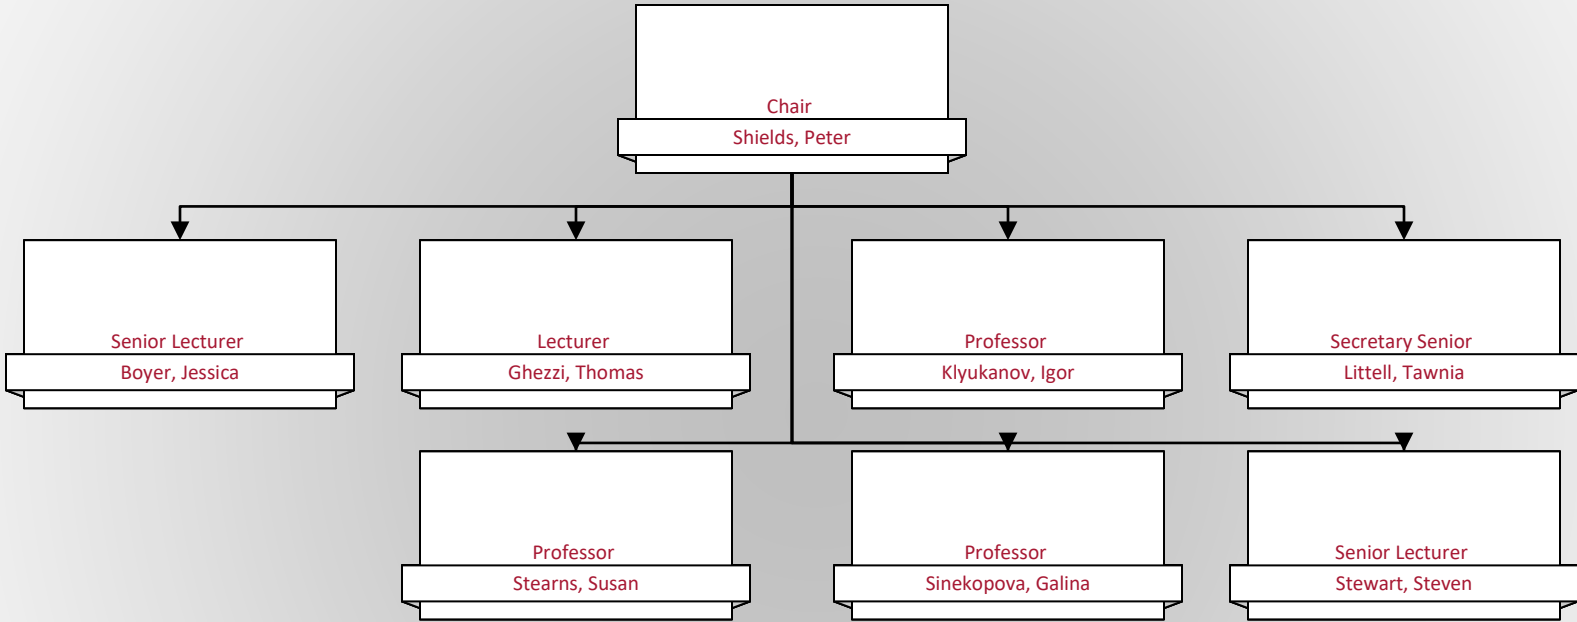 Chair
Shields, Peter
Senior Lecturer
Boyer, Jessica
Lecturer
Ghezzi, Thomas
Professor
Klyukanov, Igor
Secretary Senior
Littell, Tawnia
Professor
Stearns, Susan
Professor
Sinekopova, Galina
Senior Lecturer
Stewart, Steven